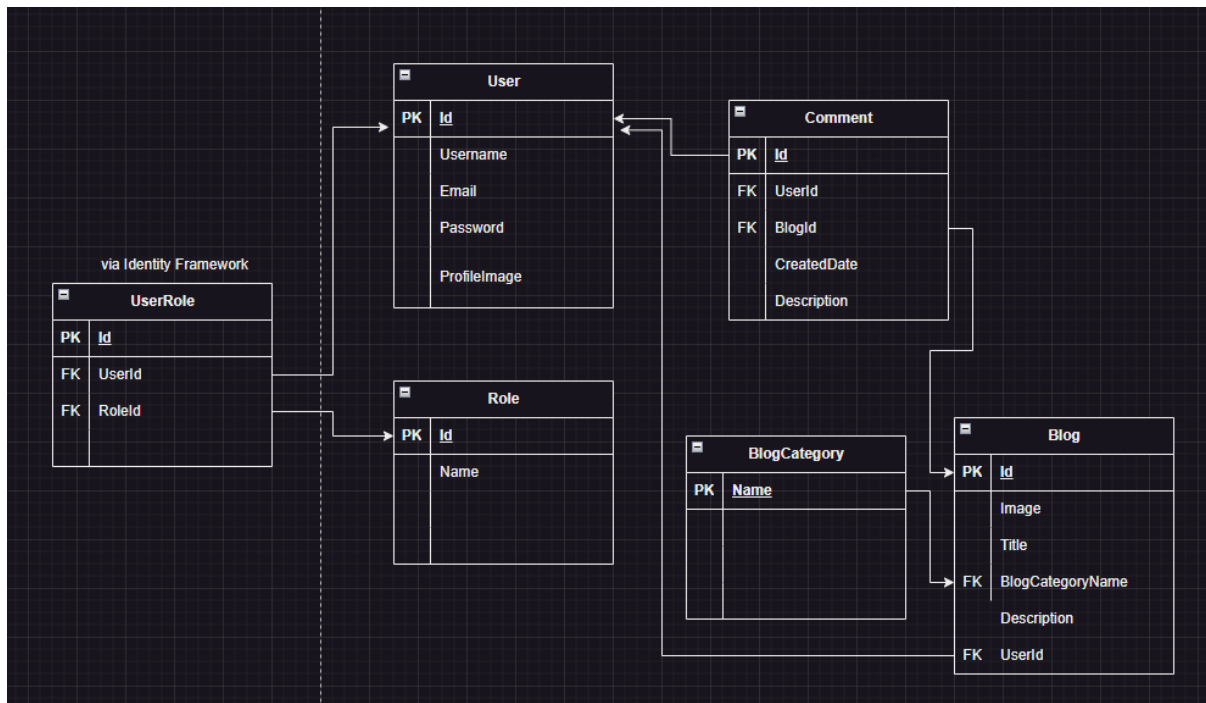 User
PK Id
Username
Email
Password
ProfileImage
Comment
PK Id
FK UserId
FK BlogId
CreatedDate
Description
via Identity Framework
UserRole
PK Id
FK UserId
FK RoleId
Role
PK Id
Name
BlogCategory
PK Name
Blog
PK Id
Image
Title
FK BlogCategoryName
Description
FK UserId